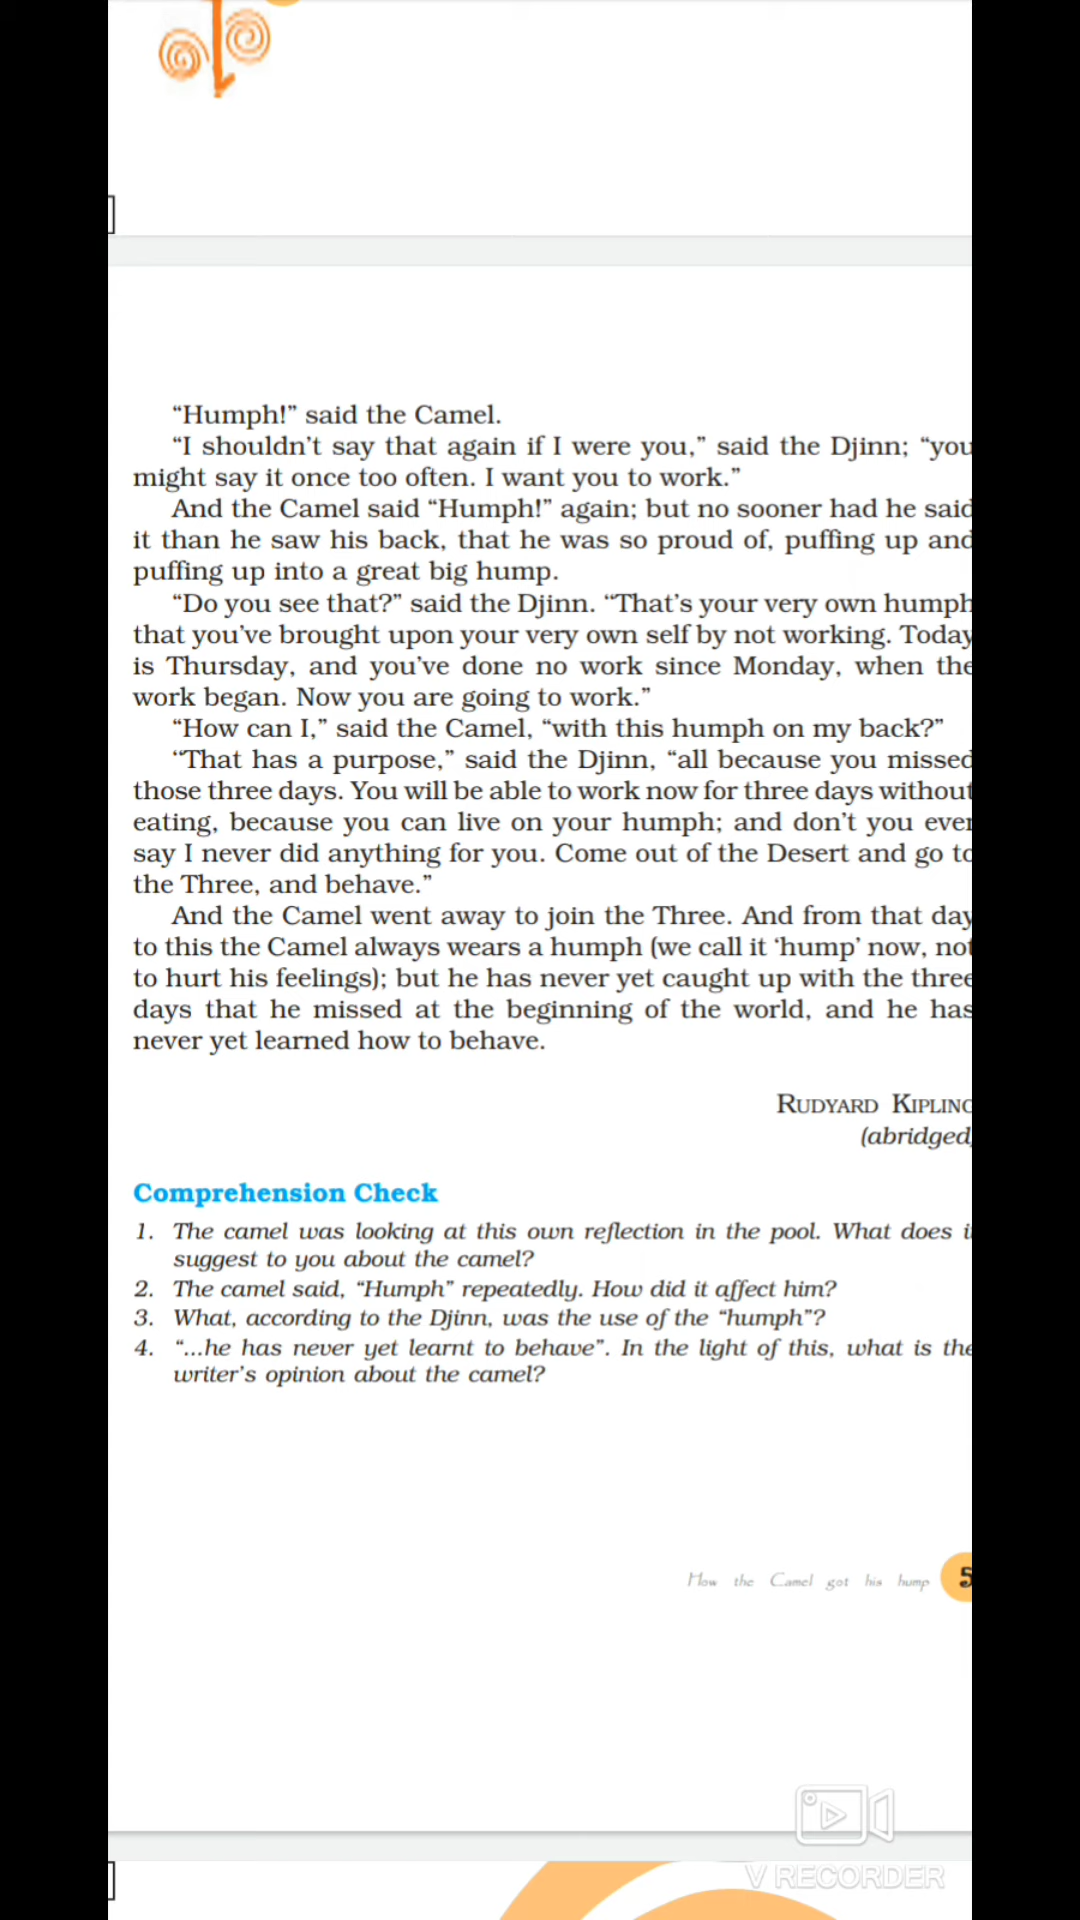 “Humph!” said the Camel.
“I shouldn’t say that again if I were you,” said the Djinn; “you
might say it once too often. I want you to work.”
And the Camel said “Humph!” again; but no sooner had he said
it than he saw his back, that he was so proud of, puffing up and
puffing up into a great big hump.
“Do you see that?” said the Djinn. “That’s your very own humph
that you’ve brought upon your very own self by not working. Today
is Thursday, and you’ve done no work since Monday, when the
work began. Now you are going to work.”
“How can I,” said the Camel, “with this humph on my back?”
“That has a purpose,” said the Djinn, “all because you missed
those three days. You will be able to work now for three days without
eating, because you can live on your humph; and don’t you ever
say I never did anything for you. Come out of the Desert and go to
the Three, and behave.”
And the Camel went away to join the Three. And from that day
to this the Camel always wears a humph (we call it ‘hump’ now, not
to hurt his feelings); but he has never yet caught up with the three
days that he missed at the beginning of the world, and he has
never yet learned how to behave.
RUDYARD KIPLING
(abridged)
Comprehension Check
1. The camel was looking at this own reflection in the pool. What does it
suggest to you about the camel?
2. The camel said, “Humph” repeatedly. How did it affect him?
3. What, according to the Djinn, was the use of the “humph”?
4. “...he has never yet learnt to behave”. In the light of this, what is the
writer’s opinion about the camel?
How the Camel got his hump 5
V RECORDER